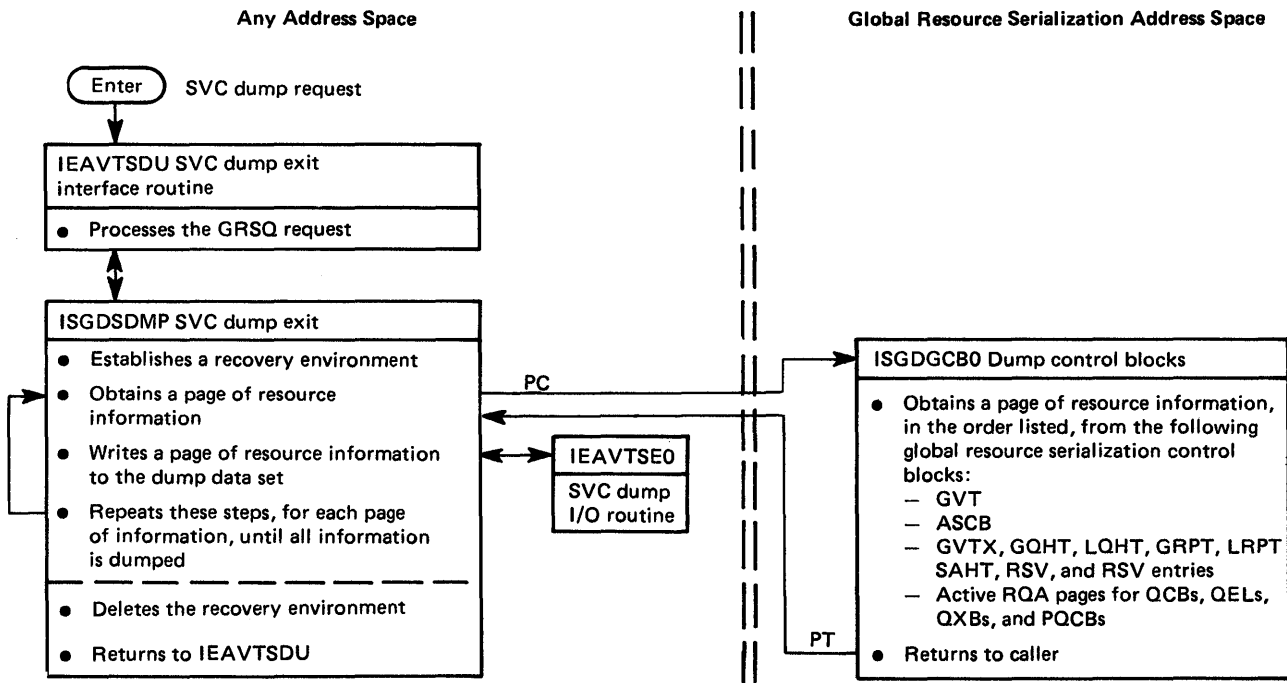 Any Address Space
Global Resource Serialization Address Space
Enter
SVC dump request
IEAVTSDU SVC dump exit
interface routine
● Processes the GRSQ request
ISGDSDMP SVC dump exit
● Establishes a recovery environment
● Obtains a page of resource
information
● Writes a page of resource information
to the dump data set
● Repeats these steps, for each page
of information, until all information
is dumped
● Deletes the recovery environment
● Returns to IEAVTSDU
PC
IEAVTSE0
SVC dump
I/O routine
PT
ISGDGCB0 Dump control blocks
● Obtains a page of resource information,
in the order listed, from the following
global resource serialization control
blocks:
— GVT
— ASCB
— GVTX, GQHT, LQHT, GRPT, LRPT
SAHT, RSV, and RSV entries
— Active RQA pages for QCBs, QELs,
QXBs, and PQCBs
● Returns to caller